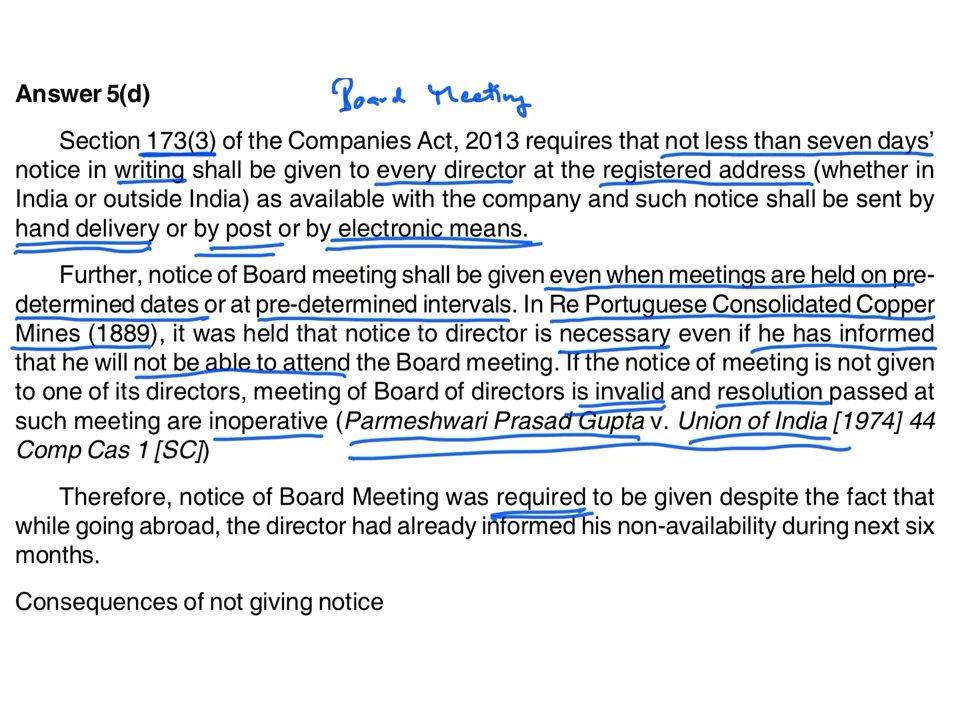 Answer 5(d)
Board Meeting
Section 173(3) of the Companies Act, 2013 requires that not less than seven days’
notice in writing shall be given to every director at the registered address (whether in
India or outside India) as available with the company and such notice shall be sent by
hand delivery or by post or by electronic means.
Further, notice of Board meeting shall be given even when meetings are held on pre-
determined dates or at pre-determined intervals. In Re Portuguese Consolidated Copper
Mines (1889), it was held that notice to director is necessary even if he has informed
that he will not be able to attend the Board meeting. If the notice of meeting is not given
to one of its directors, meeting of Board of directors is invalid and resolution passed at
such meeting are inoperative (Parmeshwari Prasad Gupta v. Union of India [1974] 44
Comp Cas 1 [SC])
Therefore, notice of Board Meeting was required to be given despite the fact that
while going abroad, the director had already informed his non-availability during next six
months.
Consequences of not giving notice